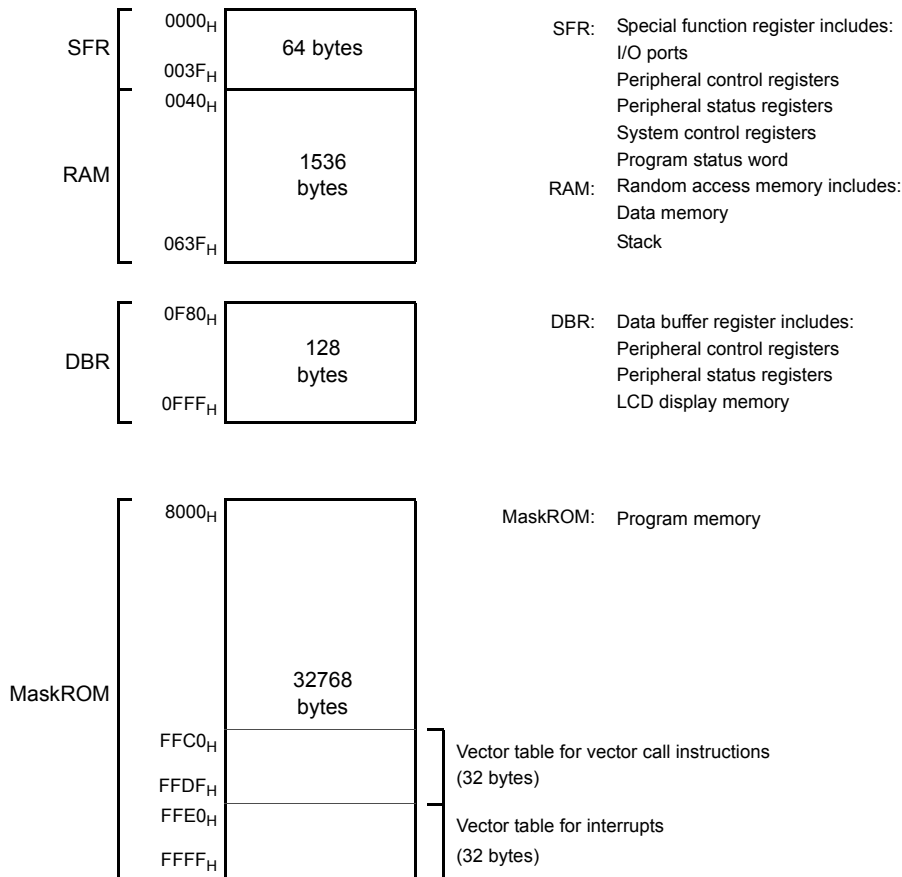 SFR
0000H
64 bytes
003FH
RAM
0040H
1536
bytes
063FH
SFR: Special function register includes:
I/O ports
Peripheral control registers
Peripheral status registers
System control registers
Program status word
RAM: Random access memory includes:
Data memory
Stack
DBR
0F80H
128
bytes
0FFFH
DBR: Data buffer register includes:
Peripheral control registers
Peripheral status registers
LCD display memory
MaskROM
8000H
32768
bytes
MaskROM: Program memory
FFC0H
FFDFH
Vector table for vector call instructions
(32 bytes)
FFE0H
FFFFH
Vector table for interrupts
(32 bytes)